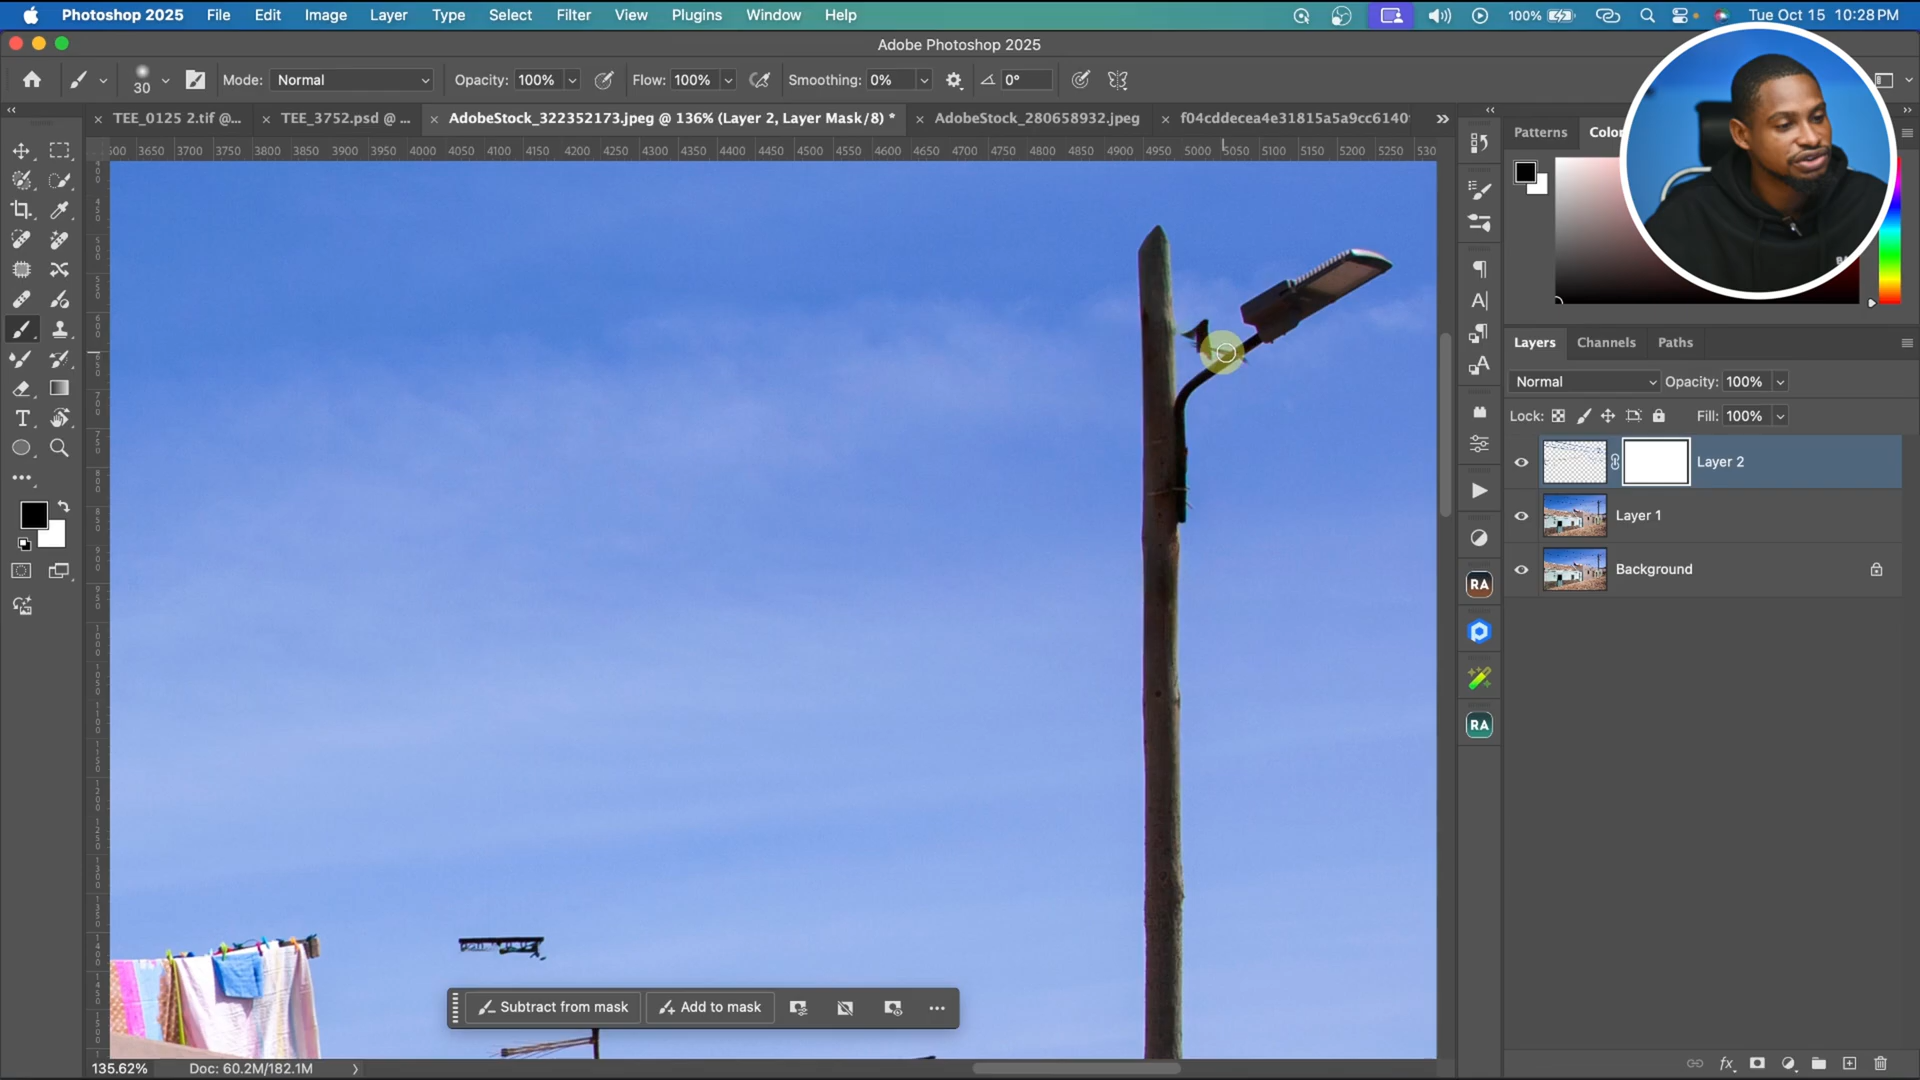 Photoshop 2025 File Edit Image Layer Type Select Filter View Plugins Window Help 100% Tue Oct 15 10:28 PM
Adobe Photoshop 2025
30 Mode: Normal Opacity: 100% Flow: 100% Smoothing: 0% 0°
TEE_0125 2.tif @... TEE_3752.psd @ ... AdobeStock_322352173.jpeg @ 136% (Layer 2, Layer Mask/8) * AdobeStock_280658932.jpeg f04cddecea4e31815a5a9cc6140
Patterns Color
3650 3700 3750 3800 3850 3900 3950 4000 4050 4100 4150 4200 4250 4300 4350 4400 4450 4500 4550 4600 4650 4700 4750 4800 4850 4900 4950 5000 5050 5100 5150 5200 5250 530
Layers Channels Paths
Normal Opacity: 100%
Lock: Fill: 100%
Layer 2
Layer 1
Background
RA
RA
Subtract from mask Add to mask
135.62% Doc: 60.2M/182.1M